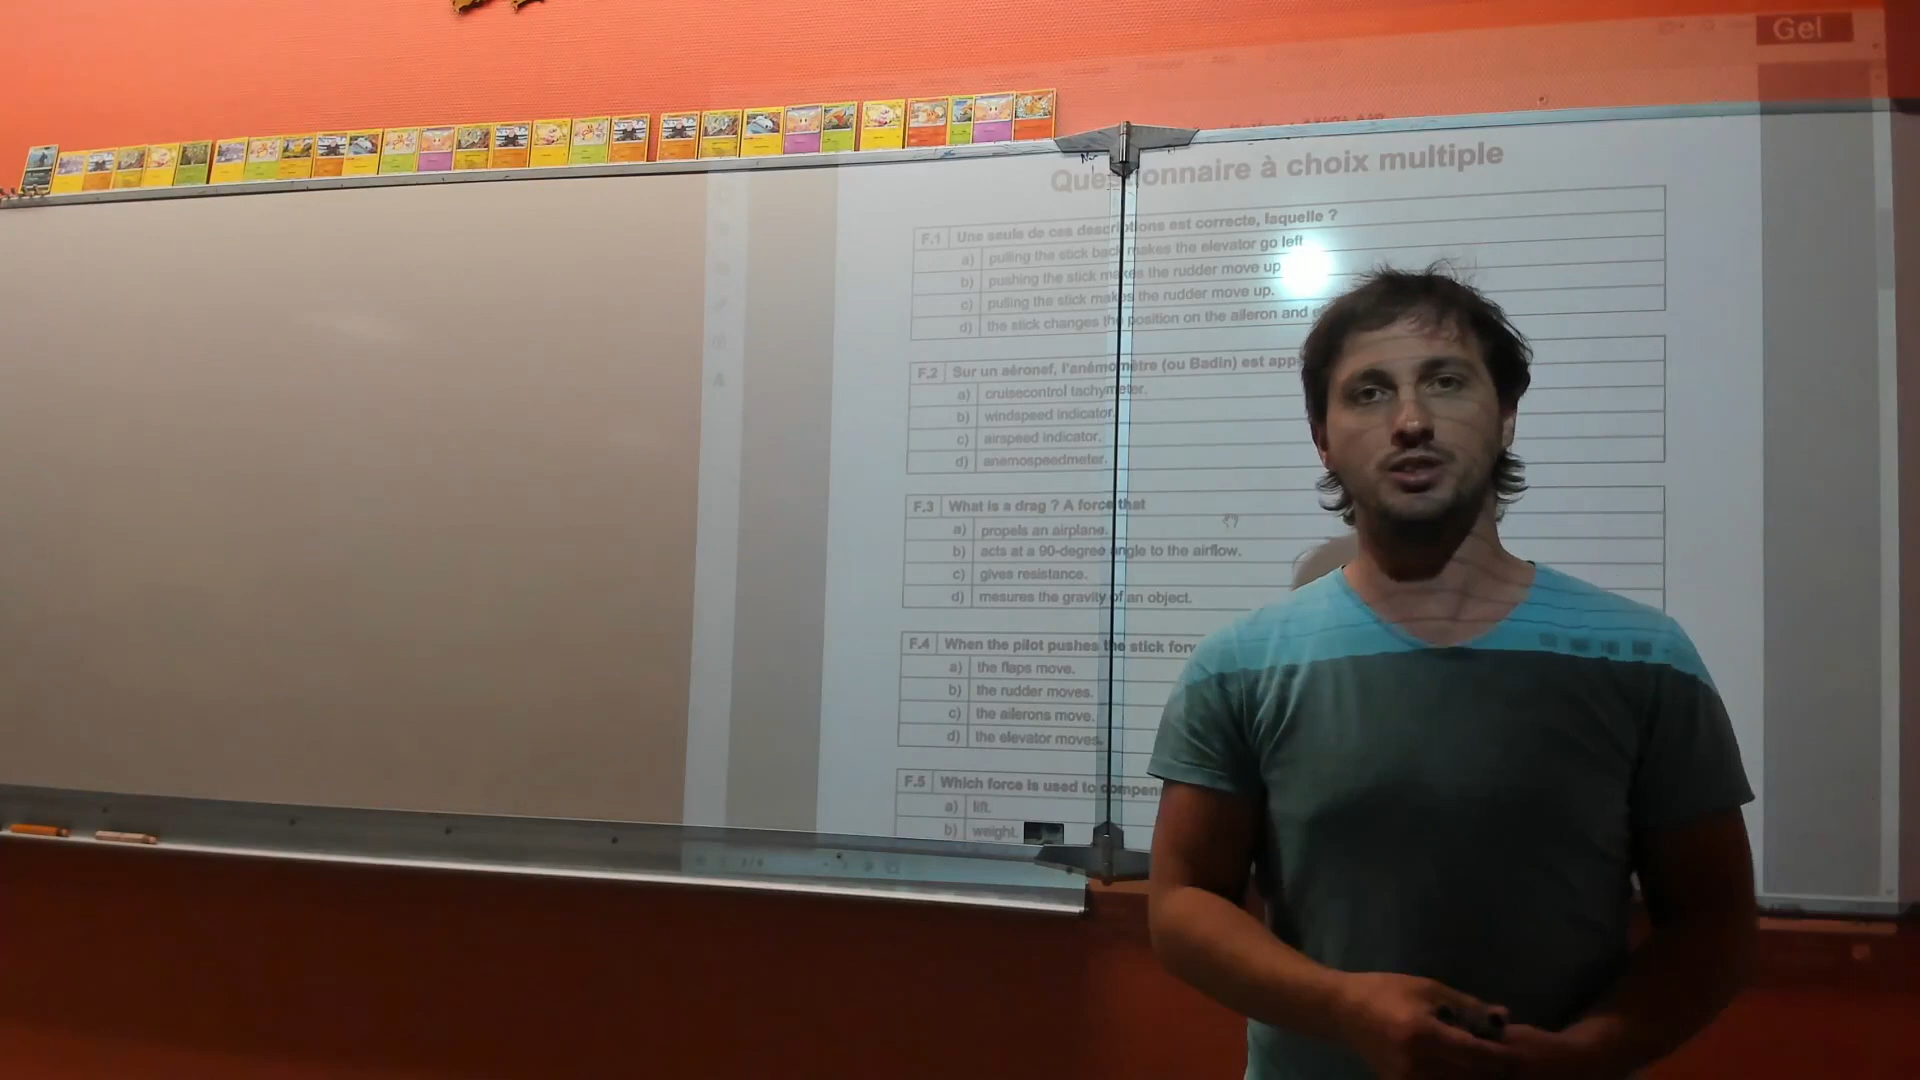 Gel
Questionnaire à choix multiple
F.1 Une seule de ces descriptions est correcte, laquelle ?
a) pulling the stick back makes the elevator go left
b) pushing the stick makes the rudder move up
c) pulling the stick makes the rudder move up.
d) the stick changes the position on the aileron and
F.2 Sur un aéronef, l'anémomètre (ou Badin) est app
a) cruisecontrol tachymeter.
b) windspeed indicator.
c) airspeed indicator.
d) anemospeedmeter.
F.3 What is a drag ? A force that
a) propels an airplane.
b) acts at a 90-degree angle to the airflow.
c) gives resistance.
d) mesures the gravity of an object.
F.4 When the pilot pushes the stick forv
a) the flaps move.
b) the rudder moves.
c) the ailerons move.
d) the elevator moves.
F.5 Which force is used to compen
a) lift.
b) weight.